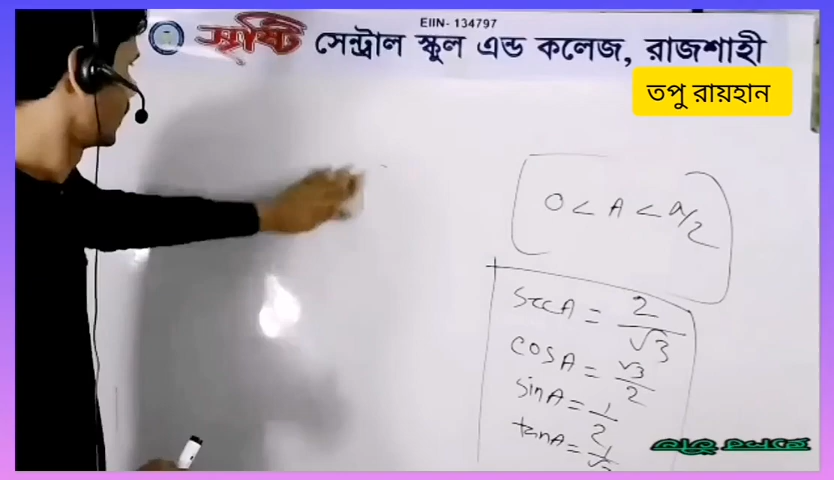 EIIN- 134797
সৃষ্টি সেন্ট্রাল স্কুল এন্ড কলেজ, রাজশাহী
তপু রায়হান
0 < A < π/2
secA = 2/√3
cosA = √3/2
sinA = 1/2
tanA = 1/√3